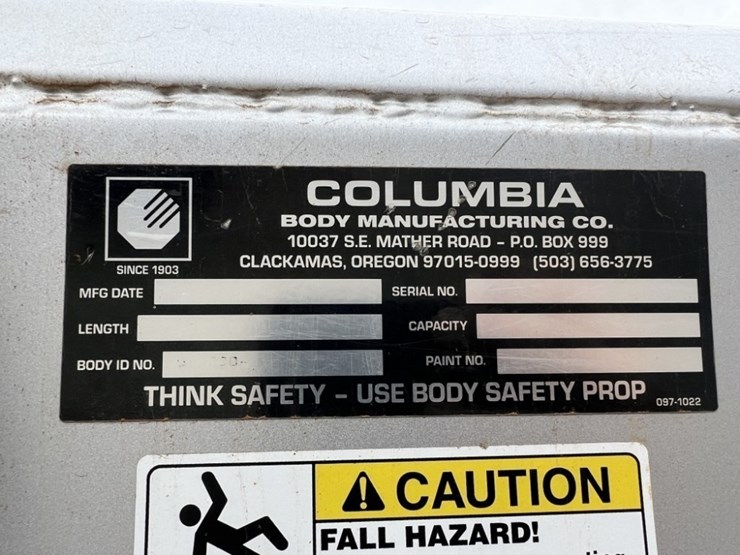 COLUMBIA
BODY MANUFACTURING CO.
10037 S.E. MATHER ROAD – P.O. BOX 999
CLACKAMAS, OREGON 97015-0999 (503) 656-3775
SINCE 1903
MFG DATE SERIAL NO.
LENGTH CAPACITY
BODY ID NO. PAINT NO.
THINK SAFETY – USE BODY SAFETY PROP
097-1022
CAUTION
FALL HAZARD!